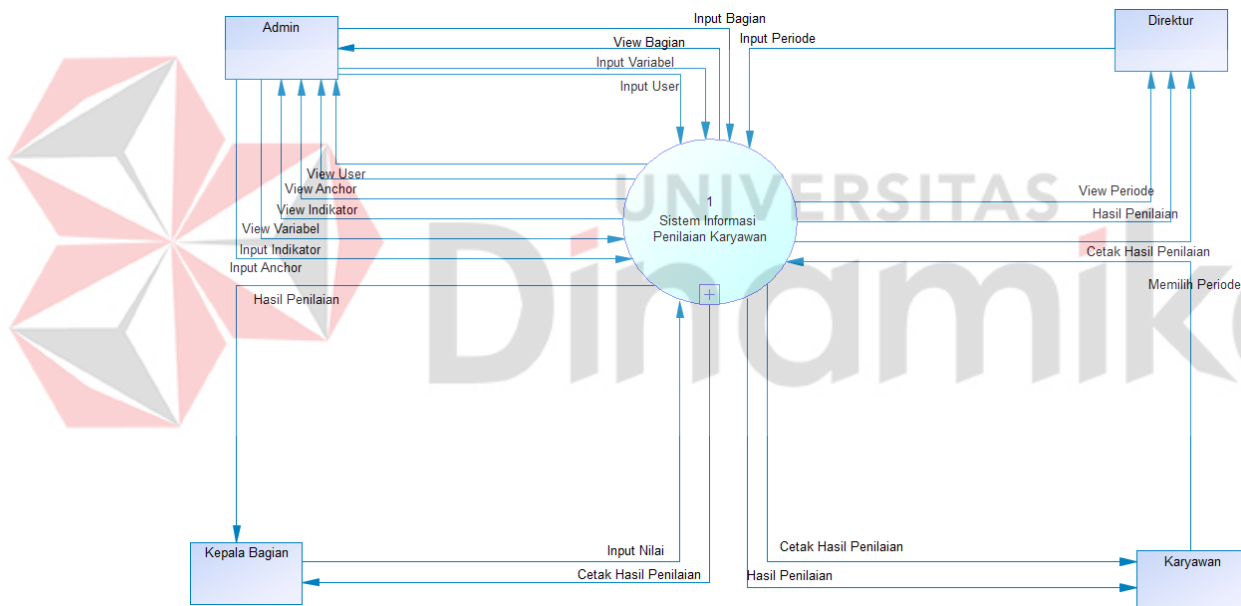 Admin
Input Bagian
Direktur
View Bagian
Input Periode
Input Variabel
Input User
View User
View Anchor
View Indikator
View Variabel
Input Indikator
Input Anchor
Hasil Penilaian
1
Sistem Informasi
Penilaian Karyawan
UNIVERSITAS
Dinamika
View Periode
Hasil Penilaian
Cetak Hasil Penilaian
Memilih Periode
Kepala Bagian
Input Nilai
Cetak Hasil Penilaian
Cetak Hasil Penilaian
Hasil Penilaian
Karyawan